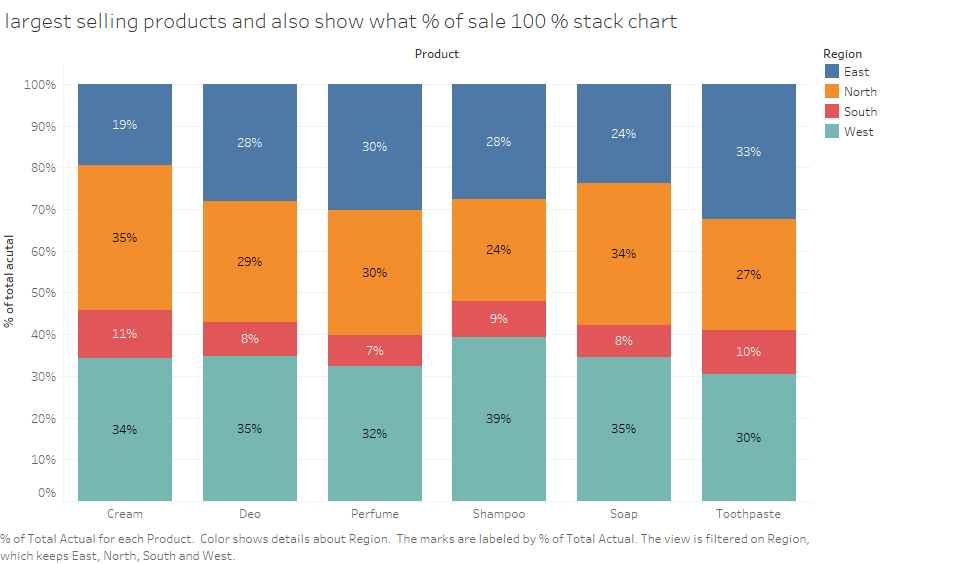 largest selling products and also show what % of sale 100 % stack chart
Product
Region
East
North
South
West
% of total acutal
100%
90%
80%
70%
60%
50%
40%
30%
20%
10%
0%
19%
28%
30%
28%
24%
33%
35%
29%
30%
24%
34%
27%
11%
8%
7%
9%
8%
10%
34%
35%
32%
39%
35%
30%
Cream
Deo
Perfume
Shampoo
Soap
Toothpaste
% of Total Actual for each Product.  Color shows details about Region.  The marks are labeled by % of Total Actual. The view is filtered on Region,
which keeps East, North, South and West.